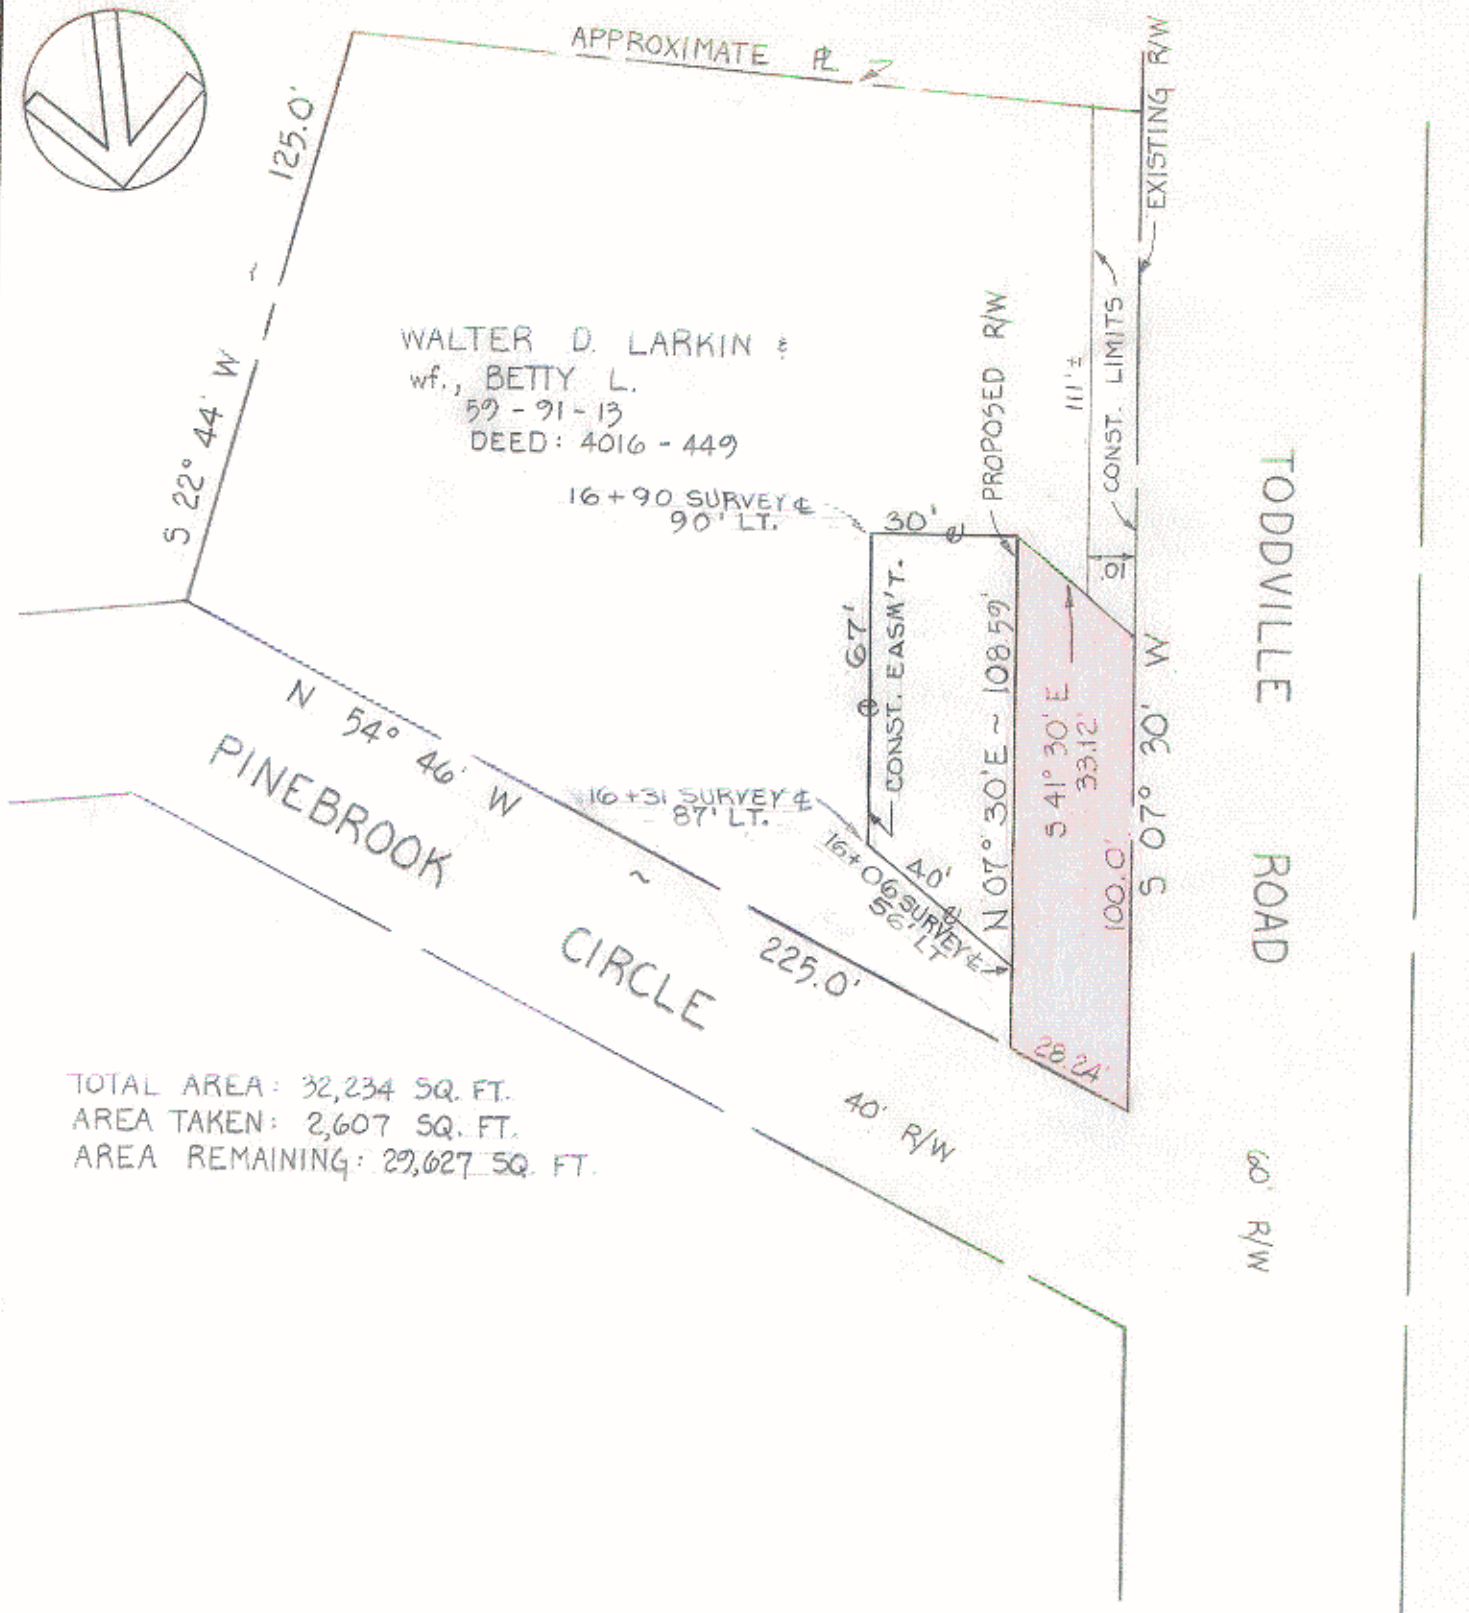 APPROXIMATE ⅊
EXISTING R/W
125.0'
S 22° 44' W ~
WALTER D. LARKIN &
wf., BETTY L.
59-91-13
DEED: 4016-449
PROPOSED R/W
111'±
CONST. LIMITS
16+90 SURVEY ℄
90' LT.
30'
10'
67'
CONST. EASM'T.
N 07° 30' E ~ 108.59'
S 41° 30' E
33.12'
100.0'
S 07° 30' W
TODDVILLE ROAD
N 54° 46' W ~ 225.0'
PINEBROOK CIRCLE
16+31 SURVEY ℄
87' LT.
40'
16+06 SURVEY ℄
56' LT
28.24'
40' R/W
60' R/W
TOTAL AREA: 32,234 SQ. FT.
AREA TAKEN: 2,607 SQ. FT.
AREA REMAINING: 29,627 SQ. FT.